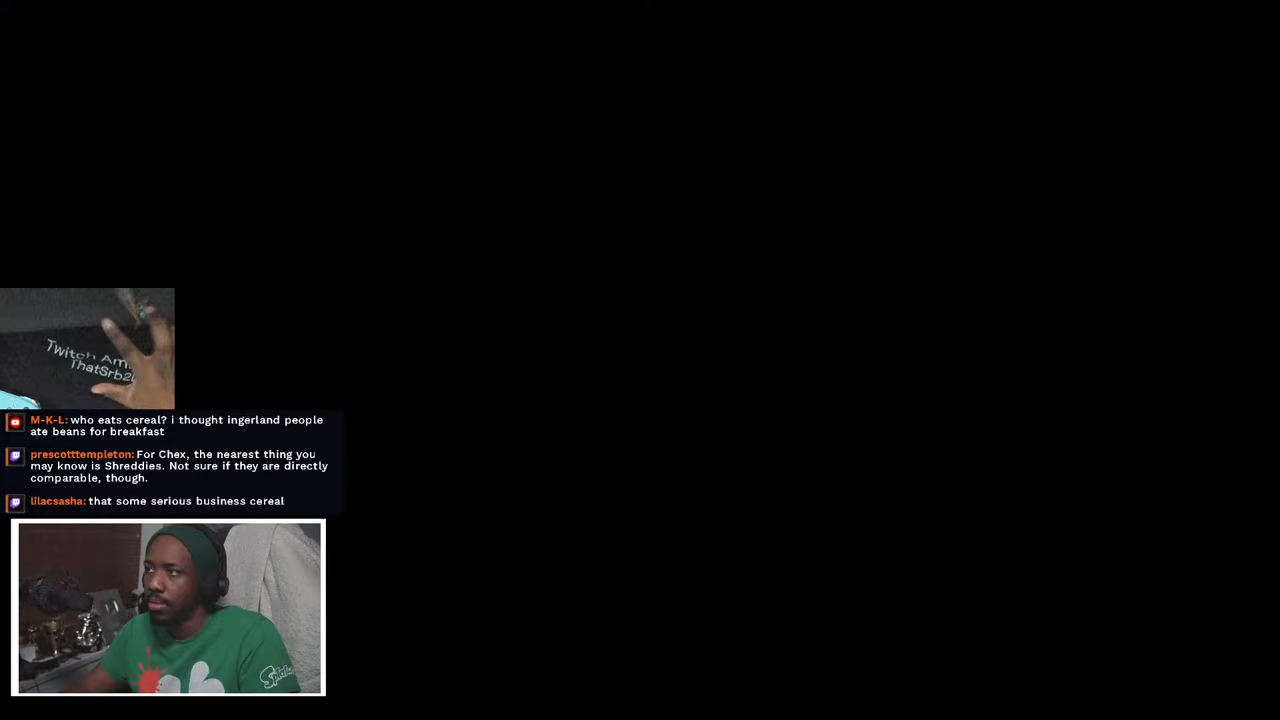 Twitch Am
ThatSrb2
M-K-L: who eats cereal? i thought ingerland people
ate beans for breakfast
prescotttempleton: For Chex, the nearest thing you
may know is Shreddies. Not sure if they are directly
comparable, though.
lilacsasha: that some serious business cereal